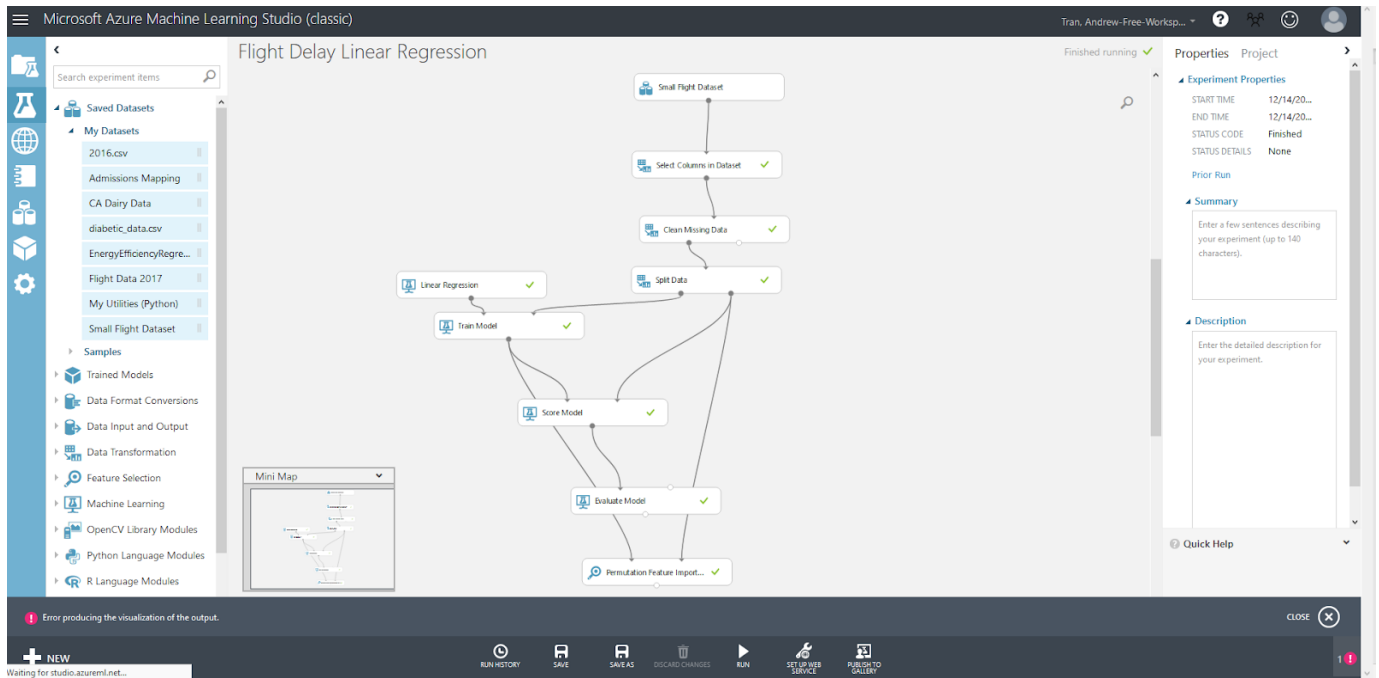 Microsoft Azure Machine Learning Studio (classic)
Tran, Andrew-Free-Worksp...
?
Search experiment items
Saved Datasets
My Datasets
2016.csv
Admissions Mapping
CA Dairy Data
diabetic_data.csv
EnergyEfficiencyRegre...
Flight Data 2017
My Utilities (Python)
Small Flight Dataset
Samples
Trained Models
Data Format Conversions
Data Input and Output
Data Transformation
Feature Selection
Machine Learning
OpenCV Library Modules
Python Language Modules
R Language Modules
Flight Delay Linear Regression
Finished running
Small Flight Dataset
Select Columns in Dataset
Clean Missing Data
Split Data
Linear Regression
Train Model
Score Model
Evaluate Model
Permutation Feature Import...
Mini Map
Properties Project
Experiment Properties
START TIME 12/14/20...
END TIME 12/14/20...
STATUS CODE Finished
STATUS DETAILS None
Prior Run
Summary
Enter a few sentences describing
your experiment (up to 140
characters).
Description
Enter the detailed description for
your experiment.
Quick Help
Error producing the visualization of the output.
CLOSE
NEW
RUN HISTORY
SAVE
SAVE AS
DISCARD CHANGES
RUN
SET UP WEB
SERVICE
PUBLISH TO
GALLERY
1
Waiting for studio.azureml.net...